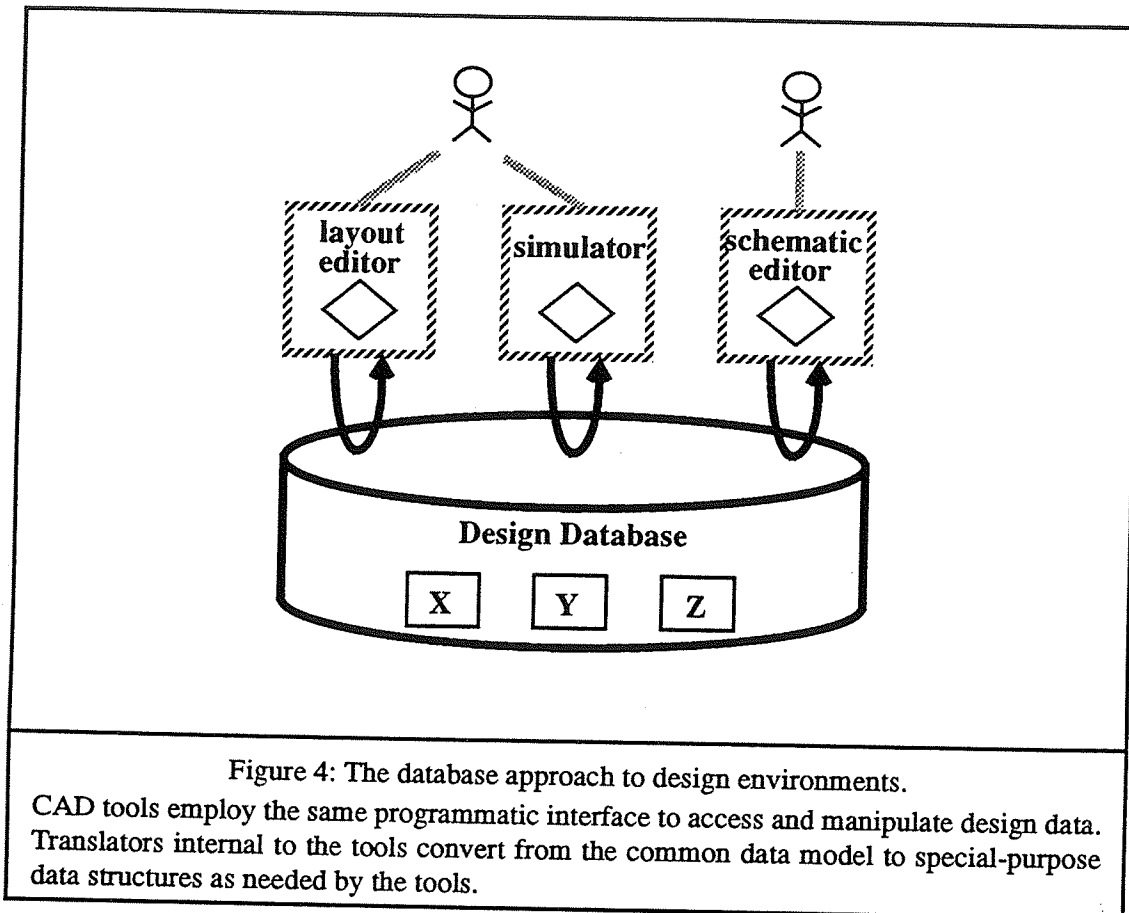 layout
editor
simulator
schematic
editor
Design Database
X Y Z
Figure 4: The database approach to design environments.
CAD tools employ the same programmatic interface to access and manipulate design data.
Translators internal to the tools convert from the common data model to special-purpose
data structures as needed by the tools.